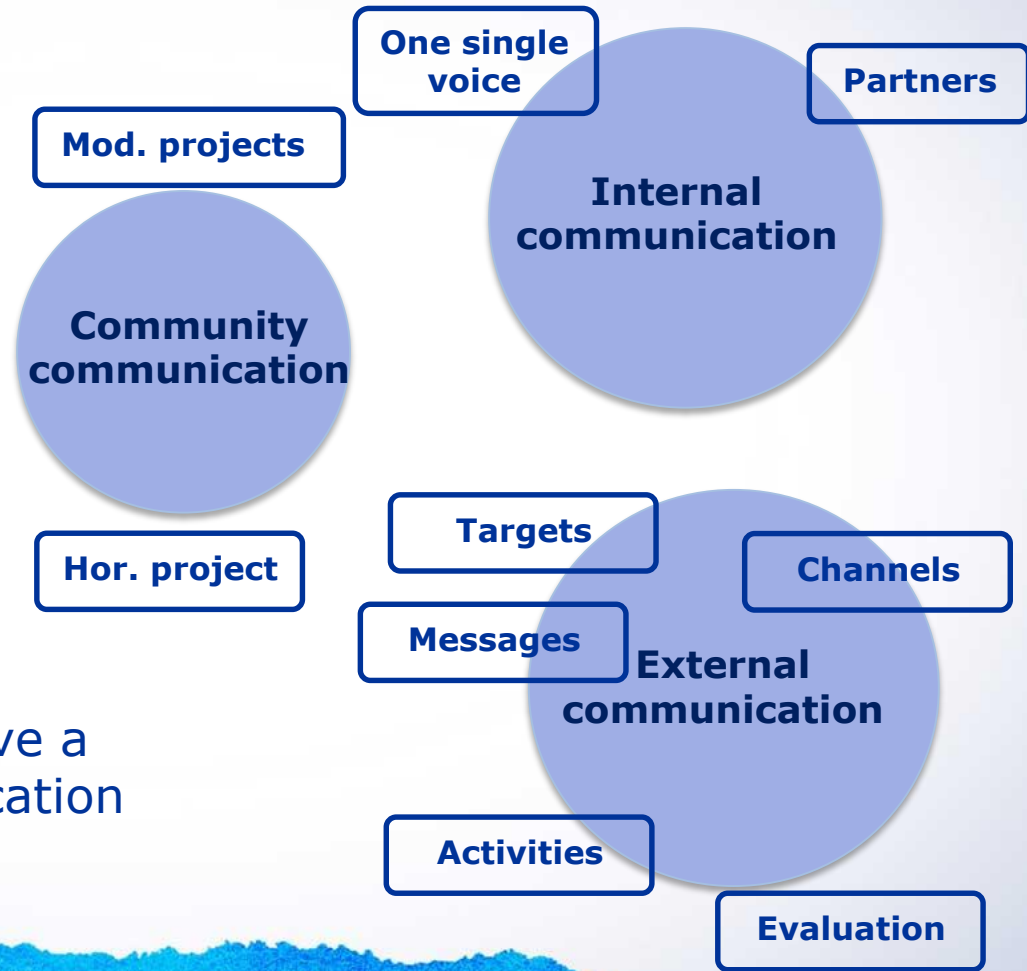 One single
voice
Partners
Mod. projects
Internal
communication
Community
communication
Hor. project
Targets
Channels
Messages
External
communication
ve a
cation
Activities
Evaluation